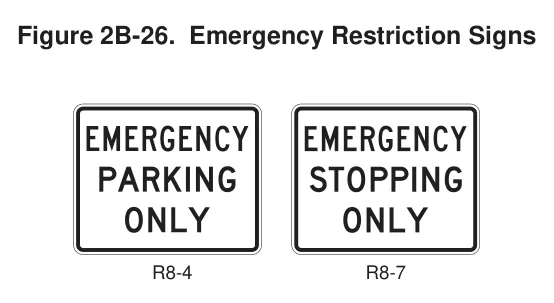 Figure 2B-26.  Emergency Restriction Signs
EMERGENCY
PARKING
ONLY
R8-4
EMERGENCY
STOPPING
ONLY
R8-7